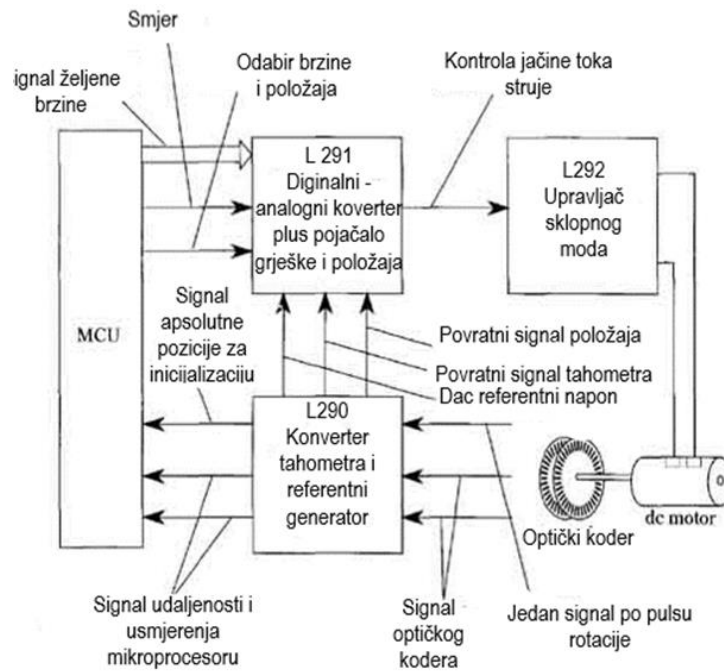 Smjer
Odabir brzine
i položaja
ignal željene
brzine
Kontrola jačine toka
struje
L 291
Diginalni -
analogni koverter
plus pojačalo
grješke i položaja
L292
Upravljač
sklopnog
moda
MCU
Signal
apsolutne
pozicije za
inicijalizaciju
Povratni signal položaja
Povratni signal tahometra
Dac referentni napon
L290
Konverter
tahometra i
referentni
generator
dc motor
Optički koder
Signal udaljenosti i
usmjerenja
mikroprocesoru
Signal
optičkog
kodera
Jedan signal po pulsu
rotacije